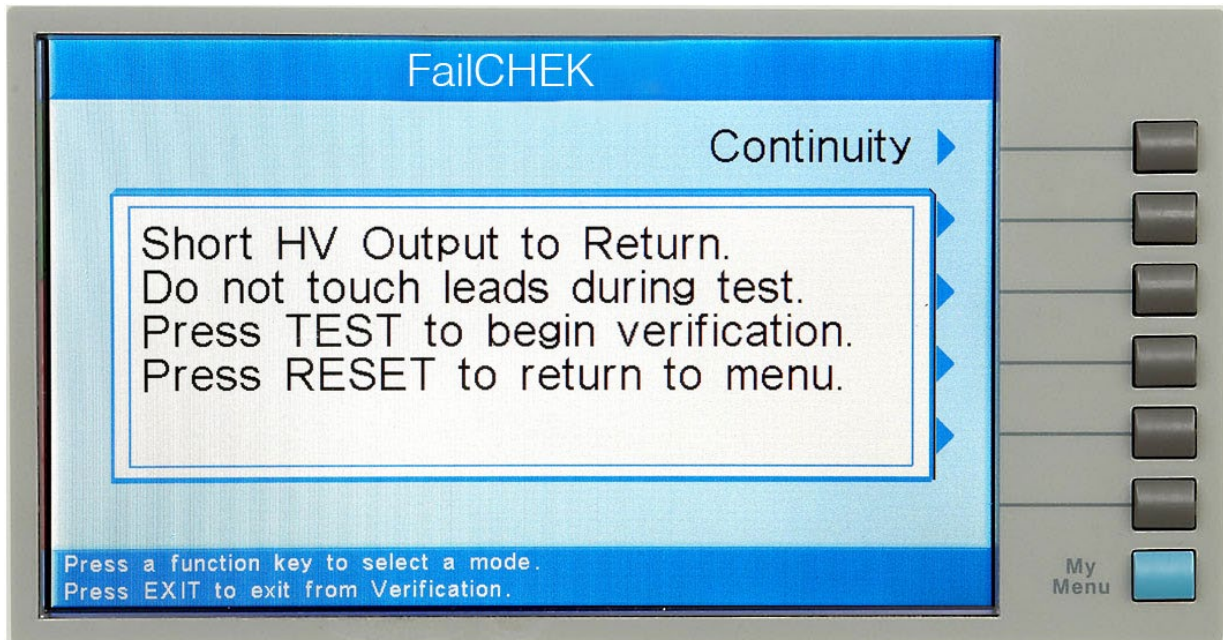 FailCHEK
Continuity
Short HV Output to Return.
Do not touch leads during test.
Press TEST to begin verification.
Press RESET to return to menu.
Press a function key to select a mode.
Press EXIT to exit from Verification.
My
Menu